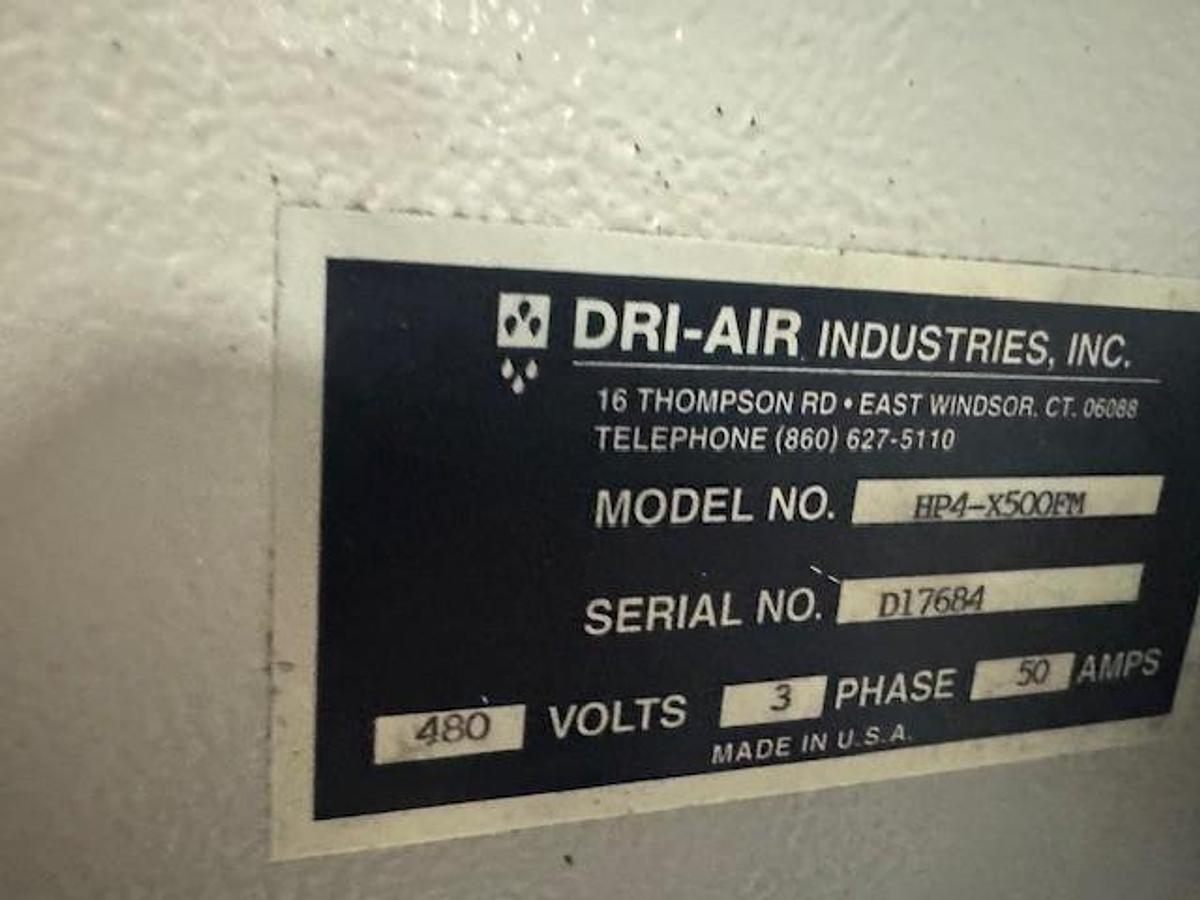 DRI-AIR INDUSTRIES, INC.
16 THOMPSON RD • EAST WINDSOR. CT. 06088
TELEPHONE (860) 627-5110
MODEL NO. HP4-X500FM
SERIAL NO. D17684
480 VOLTS 3 PHASE 50 AMPS
MADE IN U.S.A.